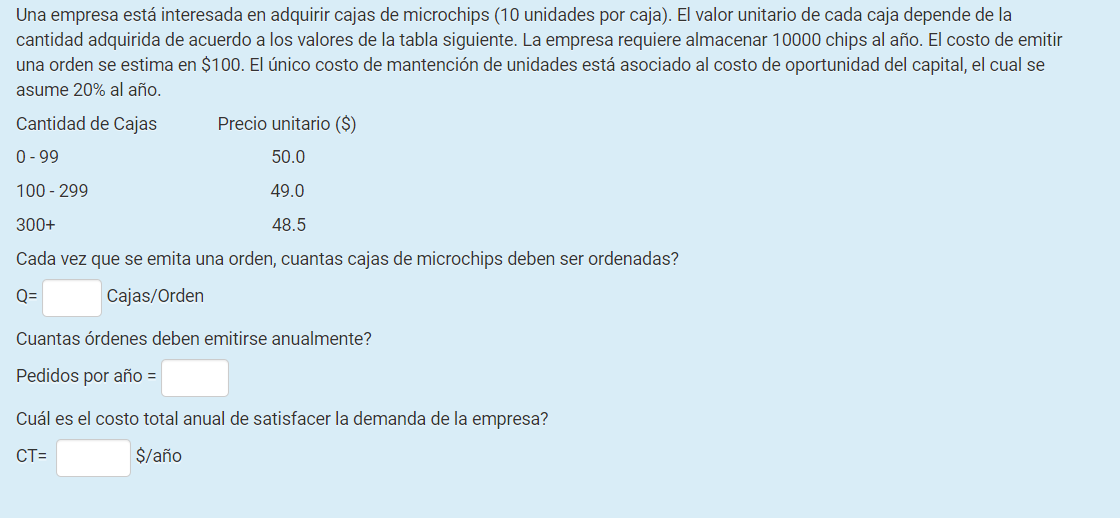 Una empresa está interesada en adquirir cajas de microchips (10 unidades por caja). El valor unitario de cada caja depende de la
cantidad adquirida de acuerdo a los valores de la tabla siguiente. La empresa requiere almacenar 10000 chips al año. El costo de emitir
una orden se estima en $100. El único costo de mantención de unidades está asociado al costo de oportunidad del capital, el cual se
asume 20% al año.
Cantidad de Cajas Precio unitario ($)
0 - 99 50.0
100 - 299 49.0
300+ 48.5
Cada vez que se emita una orden, cuantas cajas de microchips deben ser ordenadas?
Q= Cajas/Orden
Cuantas órdenes deben emitirse anualmente?
Pedidos por año =
Cuál es el costo total anual de satisfacer la demanda de la empresa?
CT= $/año